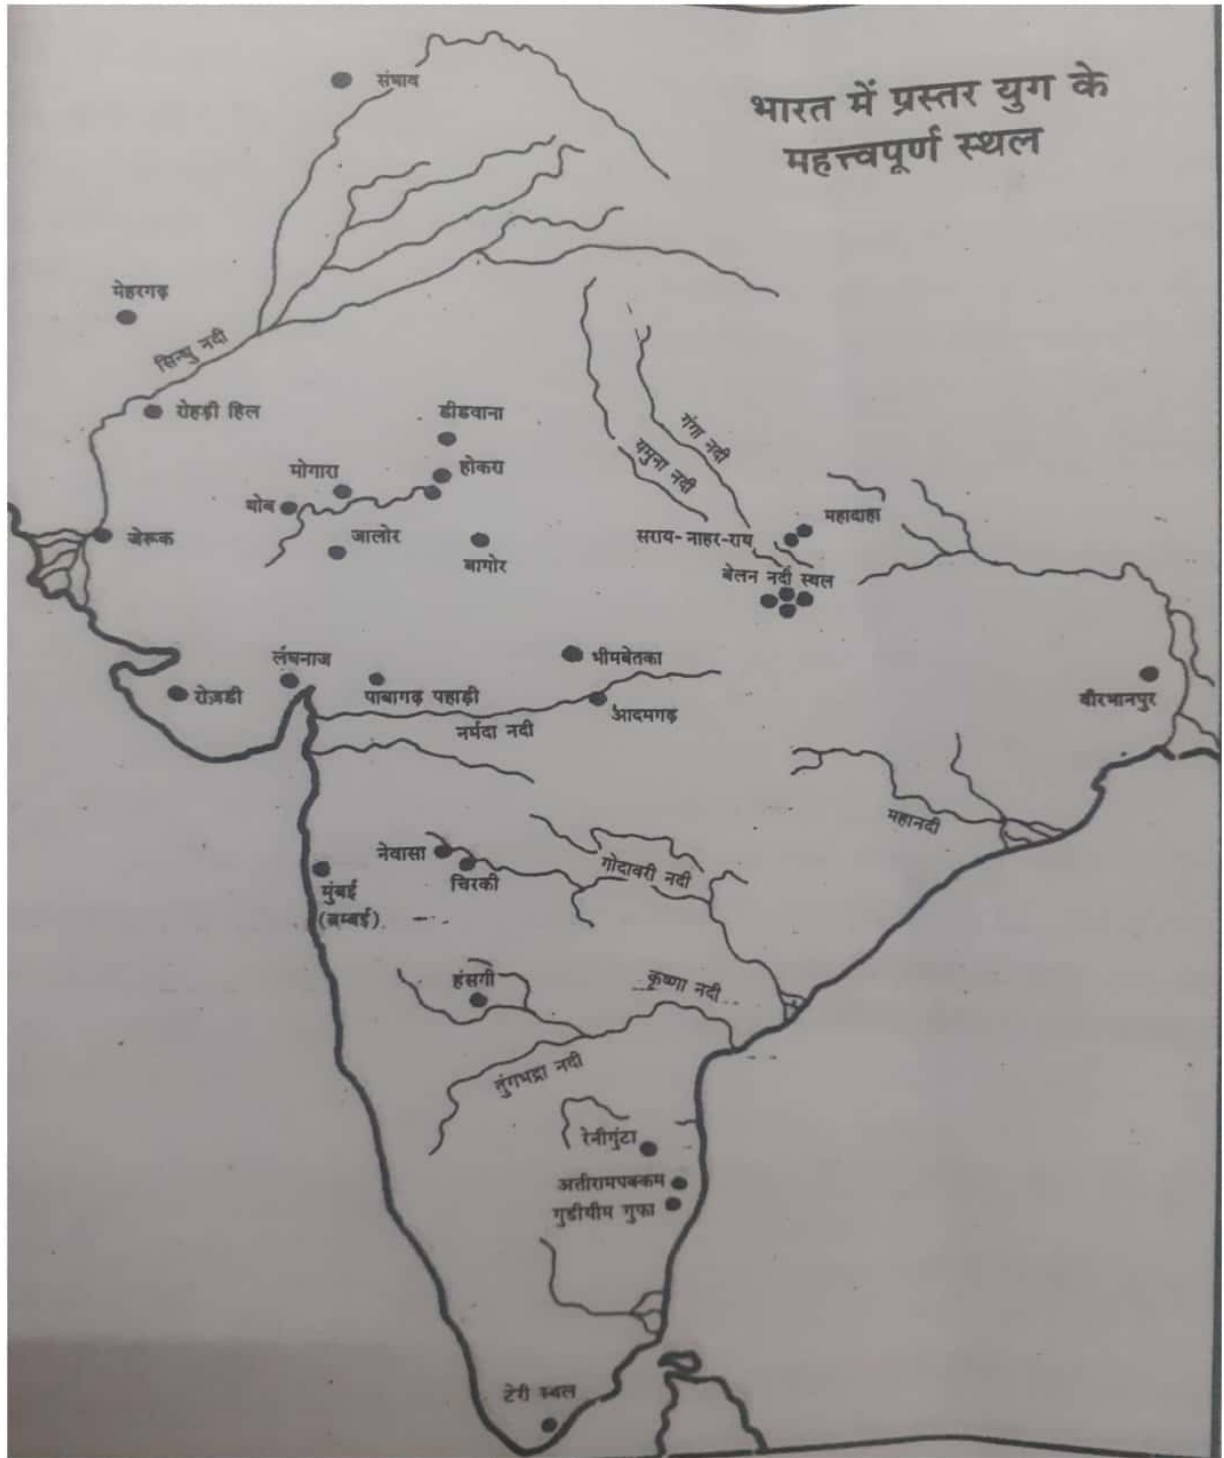 भारत में प्रस्तर युग के
महत्त्वपूर्ण स्थल
संघाव
मेहरगढ़
सिन्धु नदी
रोहड़ी हिल
डीडवाना
होकरा
मोगारा
बोब
जेरूक
जालोर
बागोर
गंगा नदी
यमुना नदी
महादाहा
सराय-नाहर-राय
बेलन नदी स्थल
लंघनाज
रोज़डी
पाबागढ़ पहाड़ी
भीमबेतका
आदमगढ़
नर्मदा नदी
वीरभानपुर
महानदी
नेवासा
चिरकी
गोदावरी नदी
मुंबई
(बम्बई)
हंसगी
कृष्णा नदी
तुंगभद्रा नदी
रेनीगुंटा
अतीरामपक्कम
गुडीयीम गुफा
टेरी स्थल